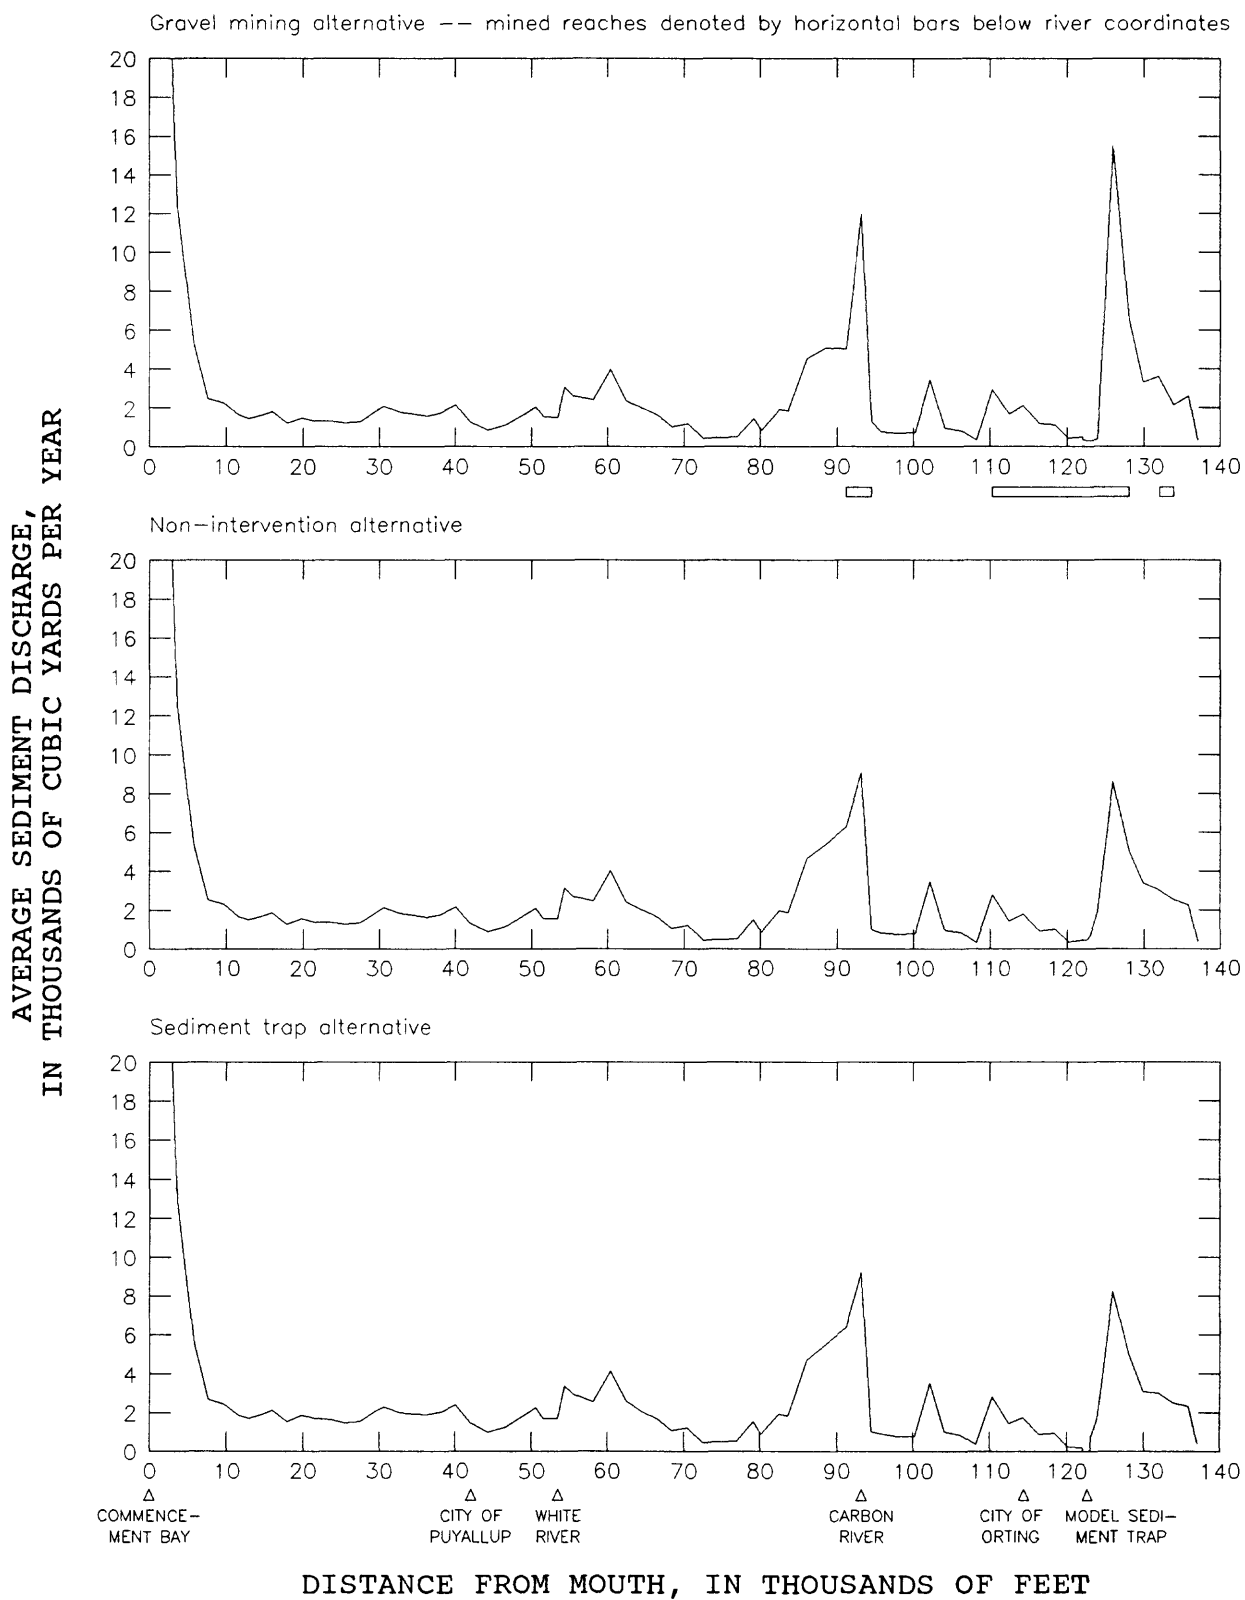 Gravel mining alternative -- mined reaches denoted by horizontal bars below river coordinates
20
18
16
14
12
10
8
6
4
2
0
0 10 20 30 40 50 60 70 80 90 100 110 120 130 140
Non-intervention alternative
20
18
16
14
12
10
8
6
4
2
0
0 10 20 30 40 50 60 70 80 90 100 110 120 130 140
Sediment trap alternative
20
18
16
14
12
10
8
6
4
2
0
0 10 20 30 40 50 60 70 80 90 100 110 120 130 140
COMMENCE-
MENT BAY
CITY OF
PUYALLUP
WHITE
RIVER
CARBON
RIVER
CITY OF
ORTING
MODEL SEDI-
MENT TRAP
AVERAGE SEDIMENT DISCHARGE,
IN THOUSANDS OF CUBIC YARDS PER YEAR
DISTANCE FROM MOUTH, IN THOUSANDS OF FEET